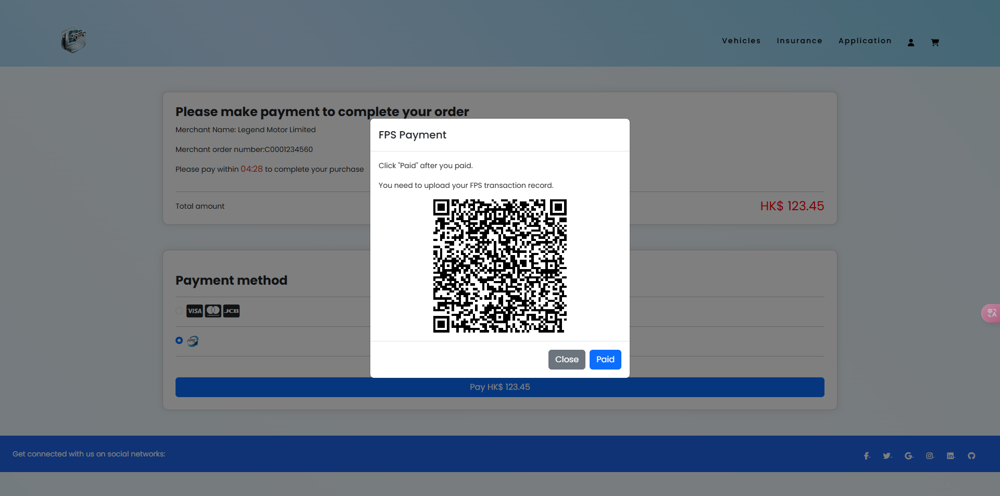 Vehicles
Insurance
Application
Please make payment to complete your order
Merchant Name: Legend Motor Limited
Merchant order number:C0001234560
Please pay within 04:28 to complete your purchase
Total amount
HK$ 123.45
FPS Payment
Click "Paid" after you paid.
You need to upload your FPS transaction record.
Close
Paid
Payment method
VISA
JCB
FPS
Pay HK$ 123.45
Get connected with us on social networks: